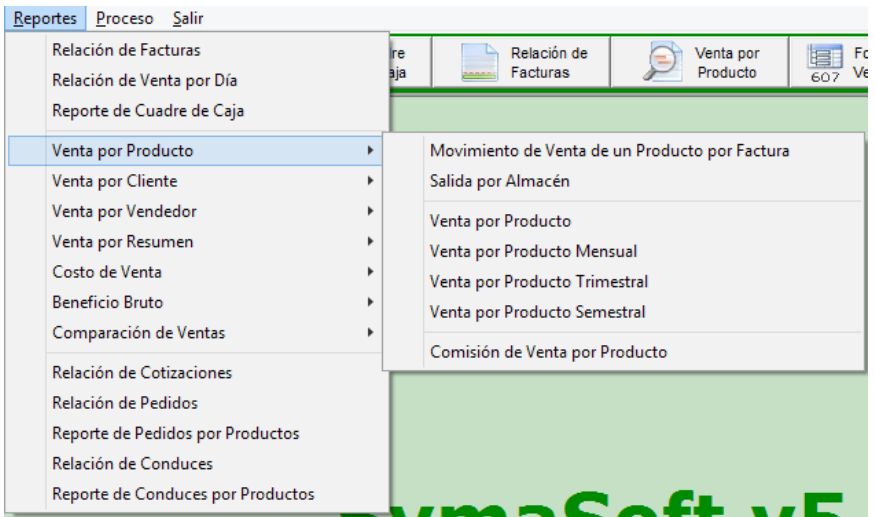 Reportes Proceso Salir
Relación de Facturas
Relación de Venta por Día
Reporte de Cuadre de Caja
Venta por Producto
Venta por Cliente
Venta por Vendedor
Venta por Resumen
Costo de Venta
Beneficio Bruto
Comparación de Ventas
Relación de Cotizaciones
Relación de Pedidos
Reporte de Pedidos por Productos
Relación de Conduces
Reporte de Conduces por Productos
Relación de
Facturas
Venta por
Producto
607
Movimiento de Venta de un Producto por Factura
Salida por Almacén
Venta por Producto
Venta por Producto Mensual
Venta por Producto Trimestral
Venta por Producto Semestral
Comisión de Venta por Producto
SymaSoft v5